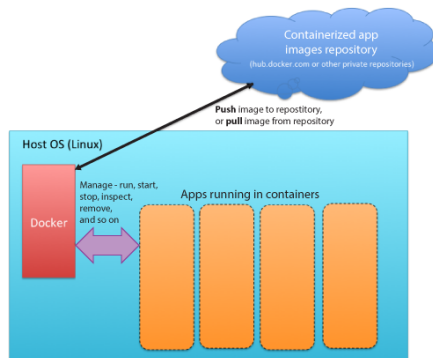 Containerized app
images repository
(hub.docker.com or other private repositories)
Push image to repostitory,
or pull image from repository
Host OS (Linux)
Manage - run, start,
stop, inspect,
remove,
and so on
Apps running in containers
Docker